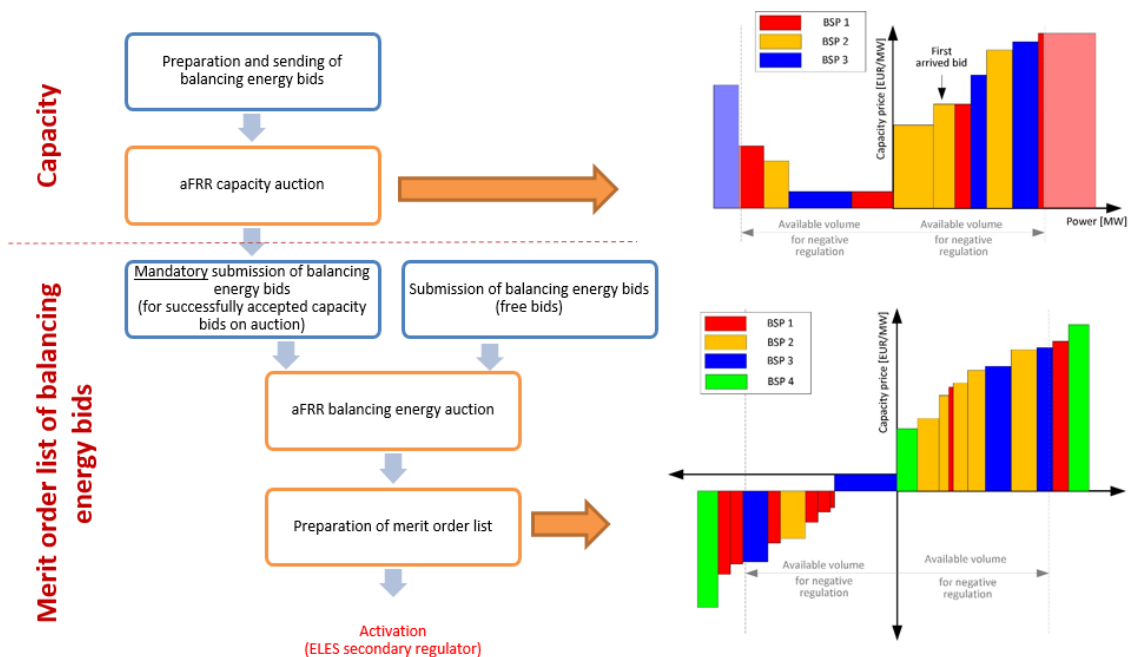 Capacity
Preparation and sending of
balancing energy bids
aFRR capacity auction
BSP 1
BSP 2
BSP 3
Capacity price [EUR/MW]
First
arrived bid
Power [MW]
Available volume
for negative
regulation
Available volume
for negative
regulation
Merit order list of balancing
energy bids
Mandatory submission of balancing
energy bids
(for successfully accepted capacity
bids on auction)
Submission of balancing energy bids
(free bids)
aFRR balancing energy auction
Preparation of merit order list
Activation
(ELES secondary regulator)
BSP 1
BSP 2
BSP 3
BSP 4
Capacity price [EUR/MW]
Available volume
for negative
regulation
Available volume
for negative
regulation